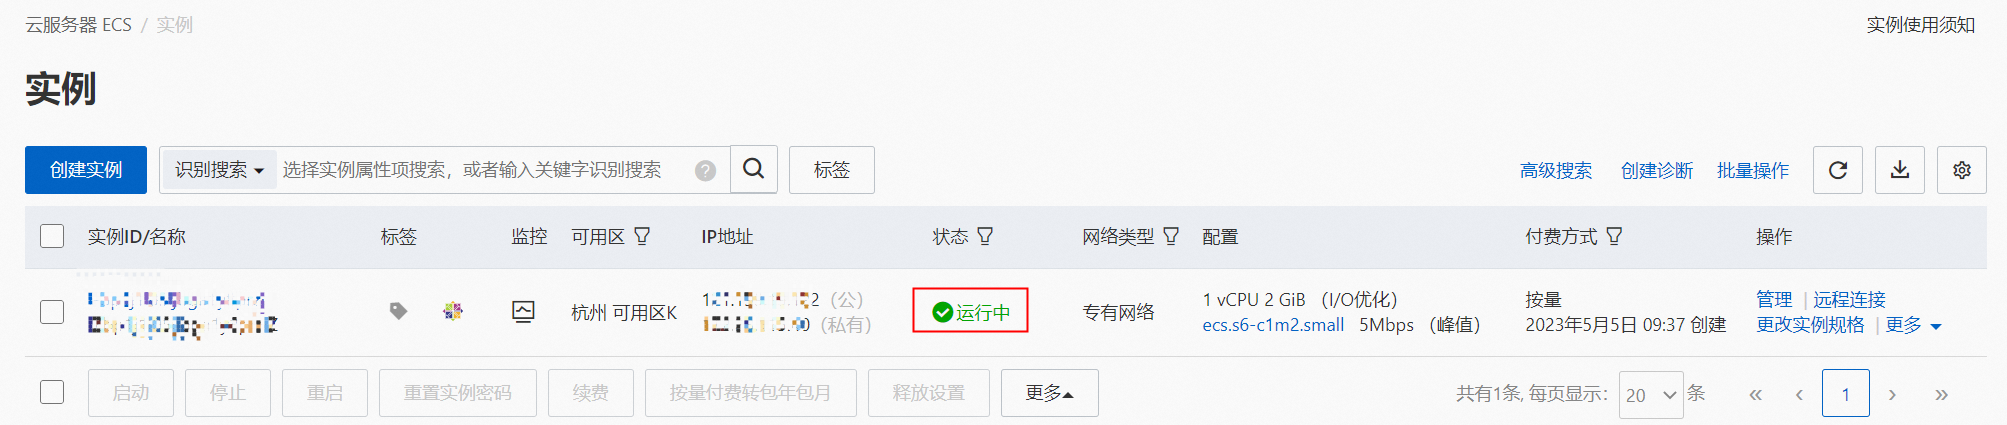 云服务器 ECS / 实例
实例使用须知
实例
创建实例 识别搜索 选择实例属性项搜索，或者输入关键字识别搜索 ? 标签 高级搜索 创建诊断 批量操作
实例ID/名称 标签 监控 可用区 IP地址 状态 网络类型 配置 付费方式 操作
杭州 可用区K
（公）
（私有）
运行中
专有网络
1 vCPU 2 GiB （I/O优化）
ecs.s6-c1m2.small 5Mbps （峰值）
按量
2023年5月5日 09:37 创建
管理 | 远程连接
更改实例规格 | 更多
启动 停止 重启 重置实例密码 续费 按量付费转包年包月 释放设置 更多 共有1条, 每页显示: 20 条 « ‹ 1 › »